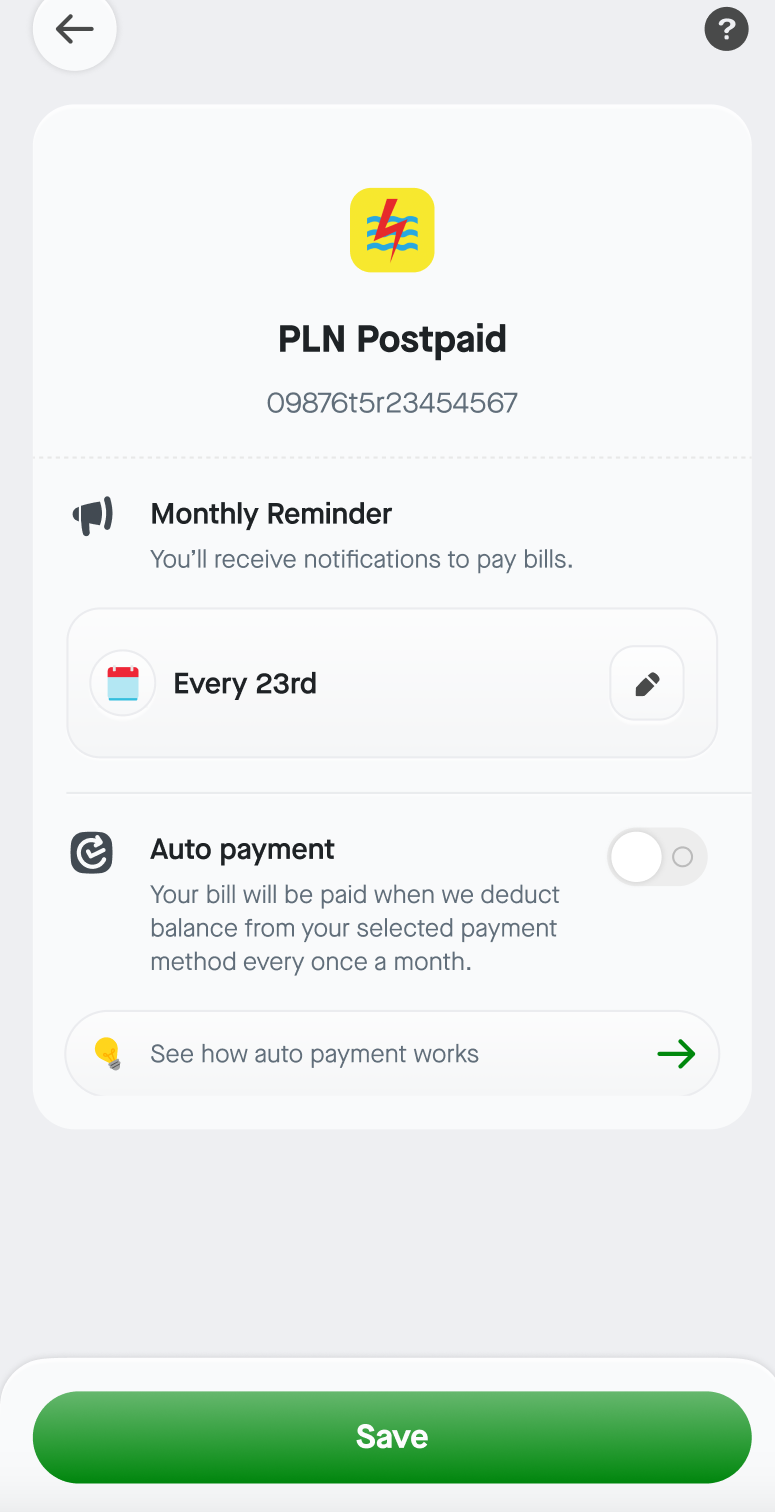 ?
PLN Postpaid
09876t5r23454567
Monthly Reminder
You’ll receive notifications to pay bills.
Every 23rd
Auto payment
Your bill will be paid when we deduct
balance from your selected payment
method every once a month.
See how auto payment works
Save